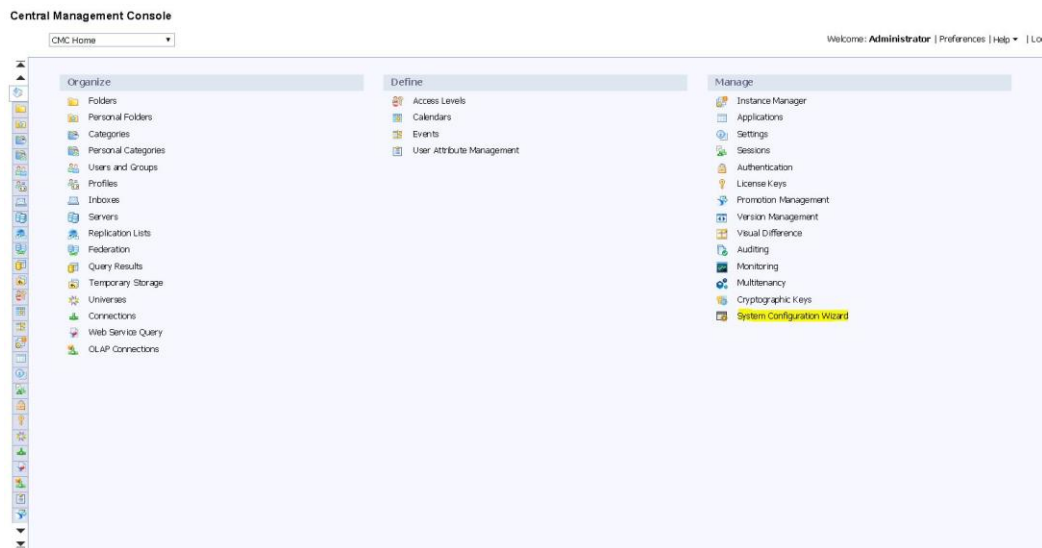 Central Management Console
CMC Home
Welcome: Administrator | Preferences | Help | Lo
Organize
Folders
Personal Folders
Categories
Personal Categories
Users and Groups
Profiles
Inboxes
Servers
Replication Lists
Federation
Query Results
Temporary Storage
Universes
Connections
Web Service Query
OLAP Connections
Define
Access Levels
Calendars
Events
User Attribute Management
Manage
Instance Manager
Applications
Settings
Sessions
Authentication
License Keys
Promotion Management
Version Management
Visual Difference
Auditing
Monitoring
Multitenancy
Cryptographic Keys
System Configuration Wizard